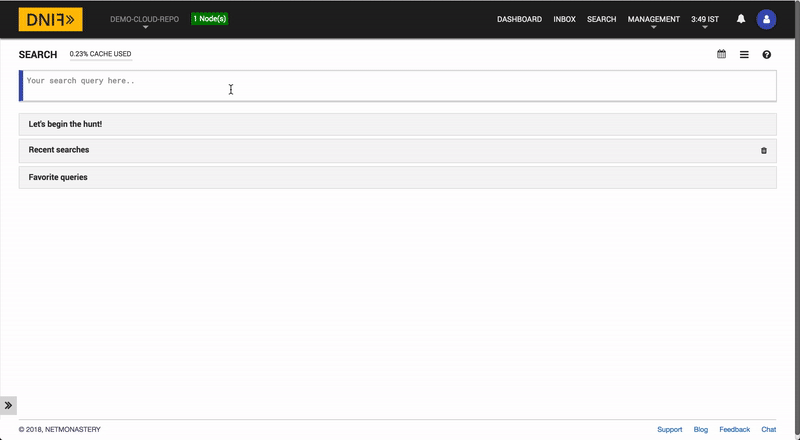 DNIF»
DEMO-CLOUD-REPO
1 Node(s)
DASHBOARD
INBOX
SEARCH
MANAGEMENT
3:49 IST
SEARCH
0.23% CACHE USED
Your search query here..
Let's begin the hunt!
Recent searches
Favorite queries
© 2018, NETMONASTERY
Support
Blog
Feedback
Chat